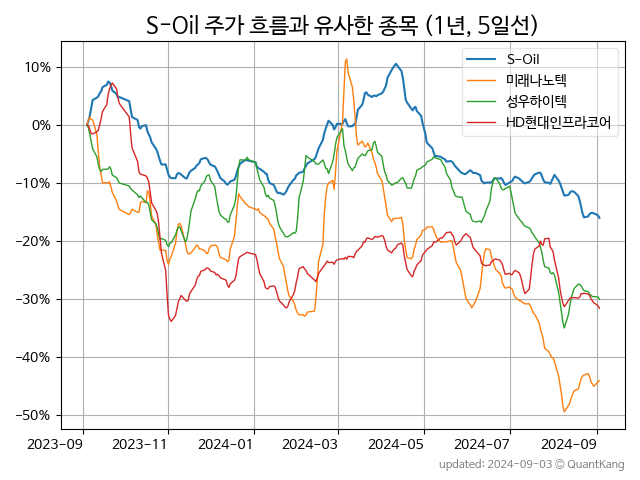 S-Oil 주가 흐름과 유사한 종목 (1년, 5일선)
S-Oil
미래나노텍
성우하이텍
HD현대인프라코어
10%
0%
-10%
-20%
-30%
-40%
-50%
2023-09 2023-11 2024-01 2024-03 2024-05 2024-07 2024-09
updated: 2024-09-03 © QuantKang